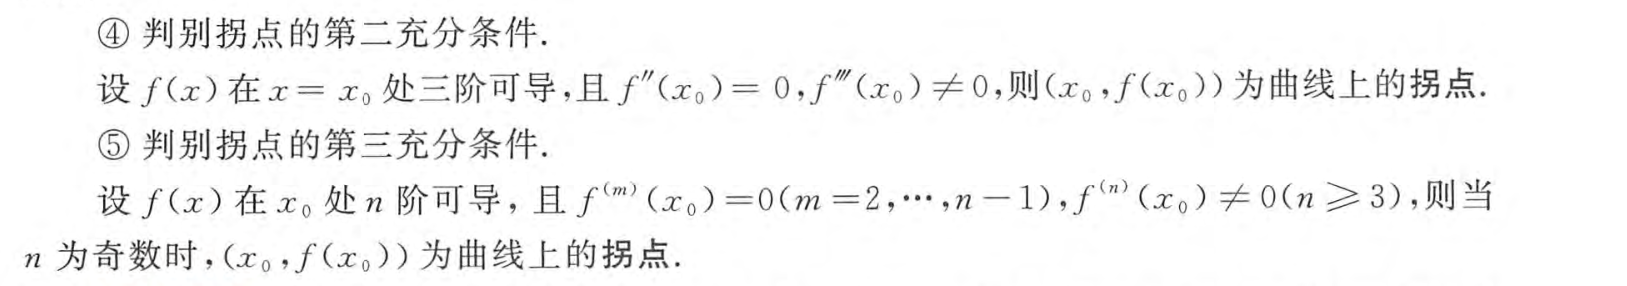 ④ 判别拐点的第二充分条件.
设 f(x) 在 x = x₀ 处三阶可导,且 f″(x₀) = 0,f‴(x₀) ≠ 0,则(x₀,f(x₀))为曲线上的拐点.
⑤ 判别拐点的第三充分条件.
设 f(x) 在 x₀ 处 n 阶可导, 且 f⁽ᵐ⁾(x₀)=0(m=2,⋯,n-1),f⁽ⁿ⁾(x₀) ≠ 0(n ⩾ 3),则当
n 为奇数时,(x₀,f(x₀))为曲线上的拐点.